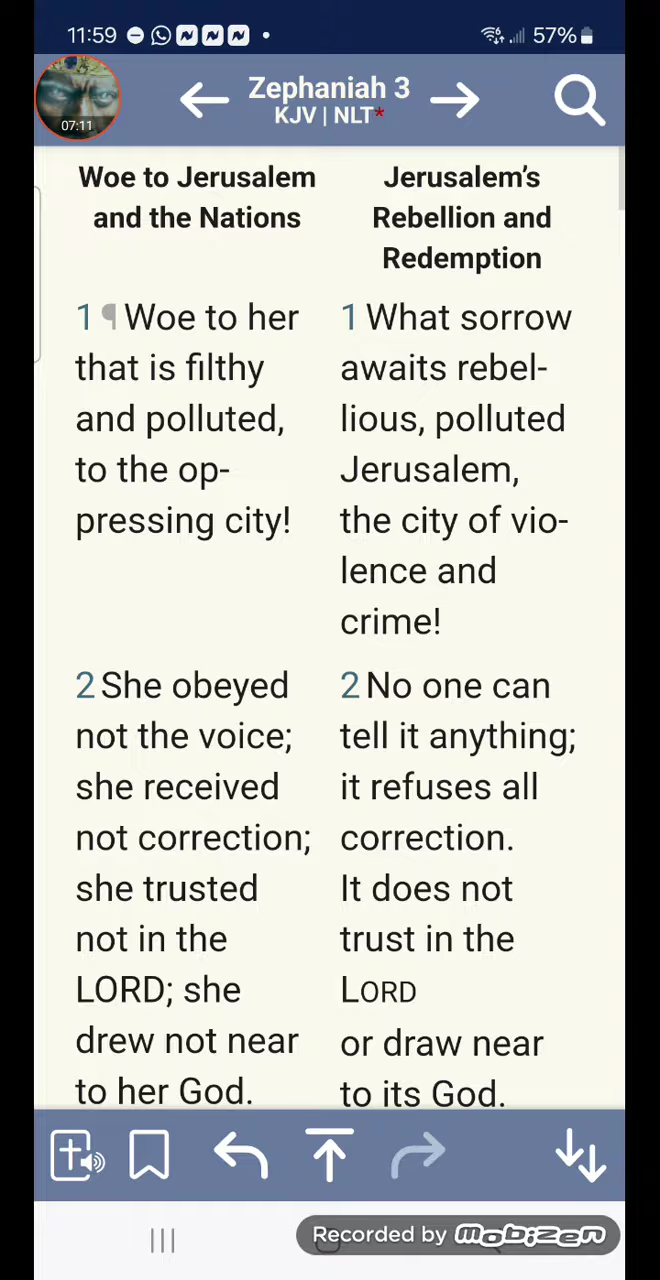 11:59
57%
07:11
Zephaniah 3
KJV | NLT*
Woe to Jerusalem
and the Nations
1 ¶ Woe to her
that is filthy
and polluted,
to the op-
pressing city!
2 She obeyed
not the voice;
she received
not correction;
she trusted
not in the
LORD; she
drew not near
to her God.
Jerusalem’s
Rebellion and
Redemption
1 What sorrow
awaits rebel-
lious, polluted
Jerusalem,
the city of vio-
lence and
crime!
2 No one can
tell it anything;
it refuses all
correction.
It does not
trust in the
LORD
or draw near
to its God.
Recorded by mobizen